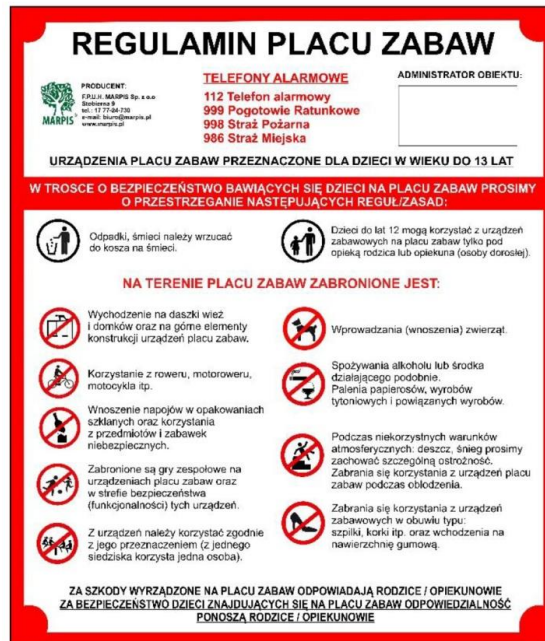 REGULAMIN PLACU ZABAW
PRODUCENT:
F.P.U.H. MARPIS Sp. z o.o
Stobierna 9
tel.: 17 77-24-730
e-mail: biuro@marpis.pl
www.marpis.pl
MARPIS
TELEFONY ALARMOWE
112 Telefon alarmowy
999 Pogotowie Ratunkowe
998 Straż Pożarna
986 Straż Miejska
ADMINISTRATOR OBIEKTU:
URZĄDZENIA PLACU ZABAW PRZEZNACZONE DLA DZIECI W WIEKU DO 13 LAT
W TROSCE O BEZPIECZEŃSTWO BAWIĄCYCH SIĘ DZIECI NA PLACU ZABAW PROSIMY
O PRZESTRZEGANIE NASTĘPUJĄCYCH REGUŁ/ZASAD:
Odpadki, śmieci należy wrzucać
do kosza na śmieci.
Dzieci do lat 12 mogą korzystać z urządzeń
zabawowych na placu zabaw tylko pod
opieką rodzica lub opiekuna (osoby dorosłej).
NA TERENIE PLACU ZABAW ZABRONIONE JEST:
Wychodzenie na daszki wież
i domków oraz na górne elementy
konstrukcji urządzeń placu zabaw.
Korzystanie z roweru, motoroweru,
motocykla itp.
Wnoszenie napojów w opakowaniach
szklanych oraz korzystania
z przedmiotów i zabawek
niebezpiecznych.
Zabronione są gry zespołowe na
urządzeniach placu zabaw oraz
w strefie bezpieczeństwa
(funkcjonalności) tych urządzeń.
Z urządzeń należy korzystać zgodnie
z jego przeznaczeniem (z jednego
siedziska korzysta jedna osoba).
Wprowadzania (wnoszenia) zwierząt.
Spożywania alkoholu lub środka
działającego podobnie.
Palenia papierosów, wyrobów
tytoniowych i powiązanych wyrobów.
Podczas niekorzystnych warunków
atmosferycznych: deszcz, śnieg prosimy
zachować szczególną ostrożność.
Zabrania się korzystania z urządzeń placu
zabaw podczas oblodzenia.
Zabrania się korzystania z urządzeń
zabawowych w obuwiu typu:
szpilki, korki itp. oraz wchodzenia na
nawierzchnię gumową.
ZA SZKODY WYRZĄDZONE NA PLACU ZABAW ODPOWIADAJĄ RODZICE / OPIEKUNOWIE
ZA BEZPIECZEŃSTWO DZIECI ZNAJDUJĄCYCH SIĘ NA PLACU ZABAW ODPOWIEDZIALNOŚĆ
PONOSZĄ RODZICE / OPIEKUNOWIE